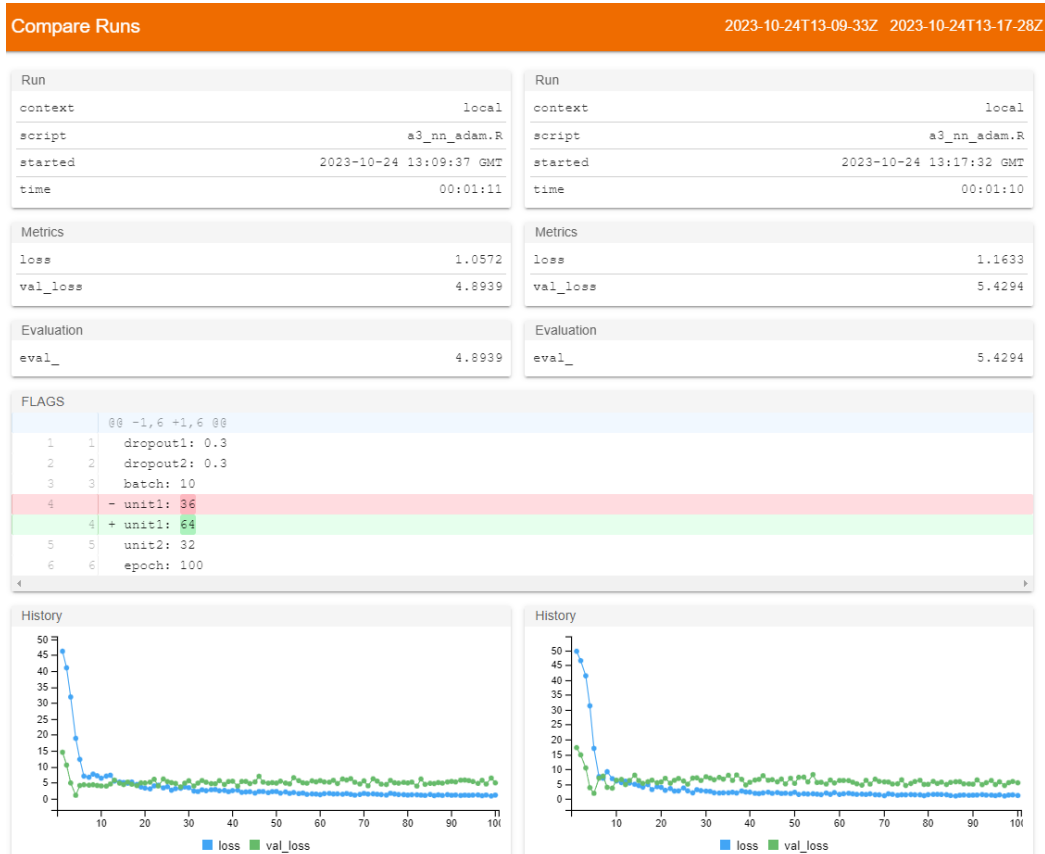 Compare Runs 2023-10-24T13-09-33Z 2023-10-24T13-17-28Z
Run
context local
script a3_nn_adam.R
started 2023-10-24 13:09:37 GMT
time 00:01:11
Run
context local
script a3_nn_adam.R
started 2023-10-24 13:17:32 GMT
time 00:01:10
Metrics
loss 1.0572
val_loss 4.8939
Metrics
loss 1.1633
val_loss 5.4294
Evaluation
eval_ 4.8939
Evaluation
eval_ 5.4294
FLAGS
@@ -1,6 +1,6 @@
1 1 dropout1: 0.3
2 2 dropout2: 0.3
3 3 batch: 10
4 - unit1: 36
4 + unit1: 64
5 5 unit2: 32
6 6 epoch: 100
History
50
45
40
35
30
25
20
15
10
5
0
10 20 30 40 50 60 70 80 90 100
loss val_loss
History
50
45
40
35
30
25
20
15
10
5
0
10 20 30 40 50 60 70 80 90 100
loss val_loss